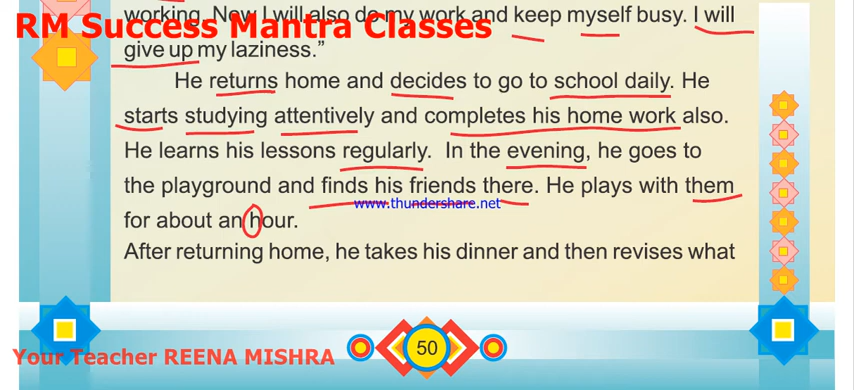 working. Now I will also do my work and keep myself busy. I will
RM Success Mantra Classes
give up my laziness.”
He returns home and decides to go to school daily. He
starts studying attentively and completes his home work also.
He learns his lessons regularly. In the evening, he goes to
the playground and finds his friends there. He plays with them
www.thundershare.net
for about an hour.
After returning home, he takes his dinner and then revises what
50
Your Teacher REENA MISHRA